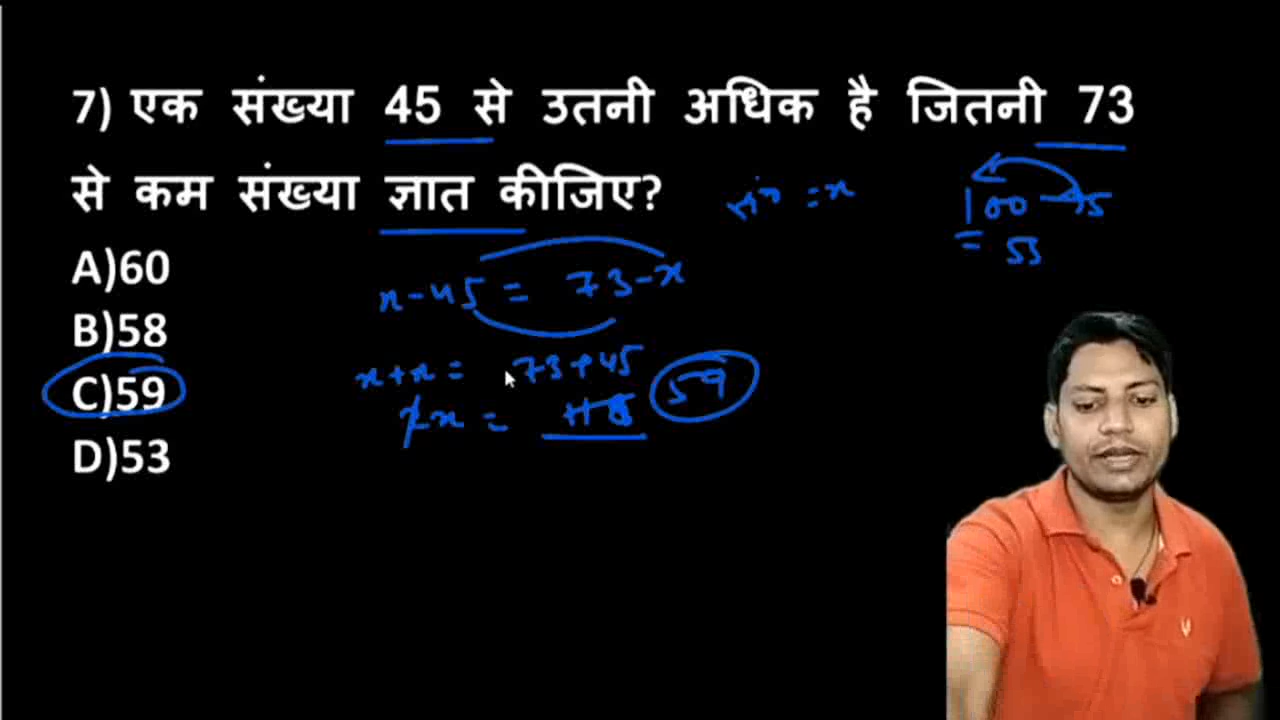 7) एक संख्या 45 से उतनी अधिक है जितनी 73
से कम संख्या ज्ञात कीजिए?
= x
100 45
= 55
A)60
x-45 = 73-x
B)58
x+x = 73+45
C)59
2x = 118 59
D)53